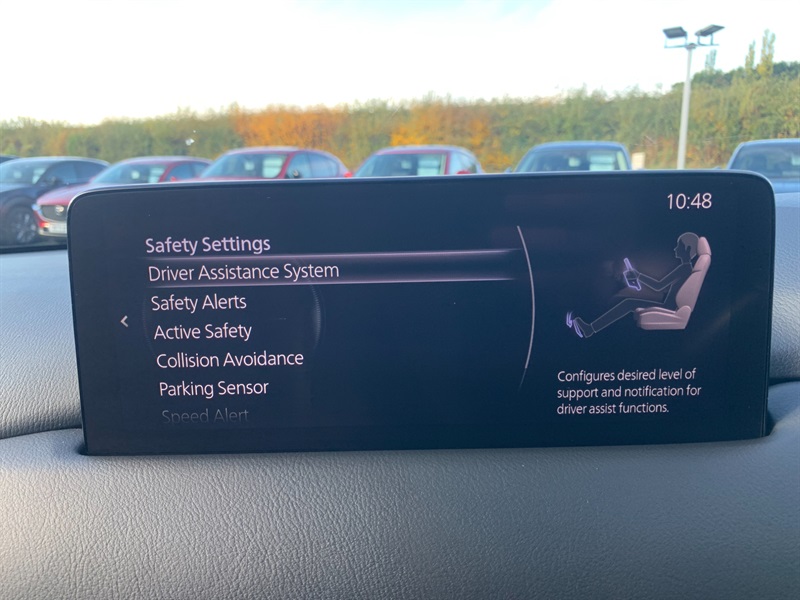 10:48
Safety Settings
Driver Assistance System
Safety Alerts
Active Safety
Collision Avoidance
Parking Sensor
Speed Alert
Configures desired level of
support and notification for
driver assist functions.